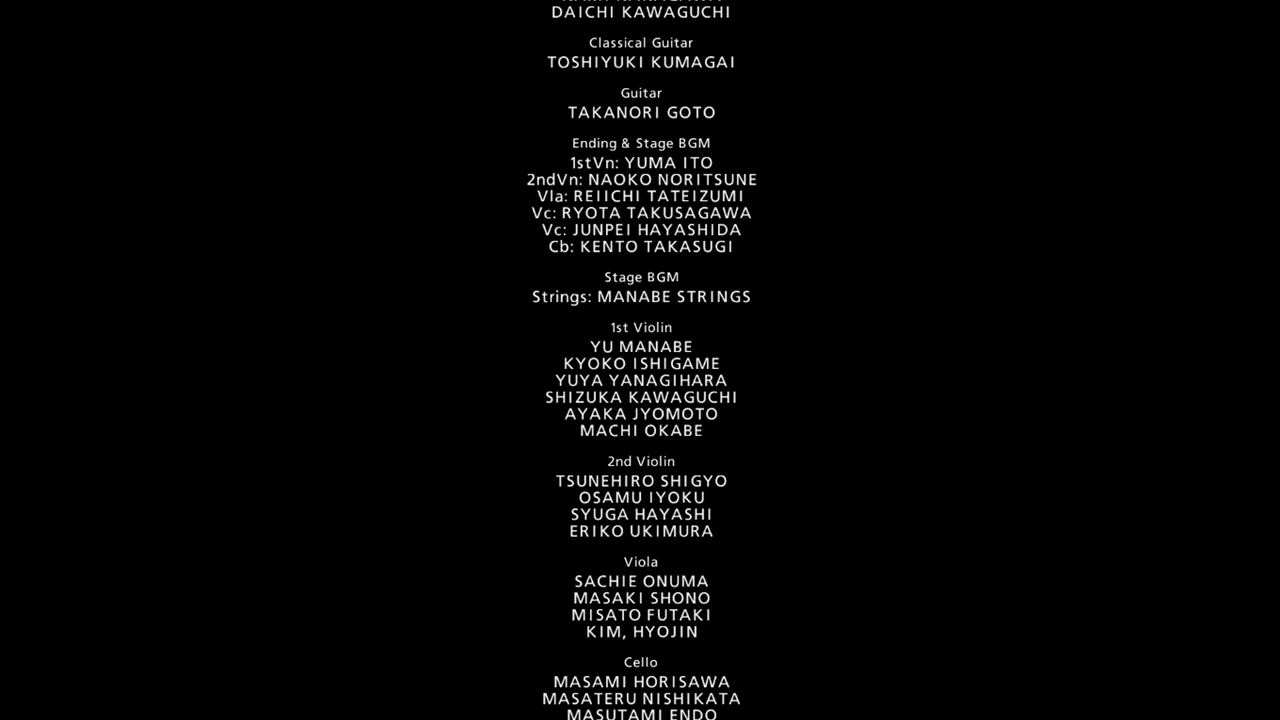 DAICHI KAWAGUCHI
Classical Guitar
TOSHIYUKI KUMAGAI
Guitar
TAKANORI GOTO
Ending & Stage BGM
1stVn: YUMA ITO
2ndVn: NAOKO NORITSUNE
Vla: REIICHI TATEIZUMI
Vc: RYOTA TAKUSAGAWA
Vc: JUNPEI HAYASHIDA
Cb: KENTO TAKASUGI
Stage BGM
Strings: MANABE STRINGS
1st Violin
YU MANABE
KYOKO ISHIGAME
YUYA YANAGIHARA
SHIZUKA KAWAGUCHI
AYAKA JYOMOTO
MACHI OKABE
2nd Violin
TSUNEHIRO SHIGYO
OSAMU IYOKU
SYUGA HAYASHI
ERIKO UKIMURA
Viola
SACHIE ONUMA
MASAKI SHONO
MISATO FUTAKI
KIM, HYOJIN
Cello
MASAMI HORISAWA
MASATERU NISHIKATA
MASUTAMI ENDO